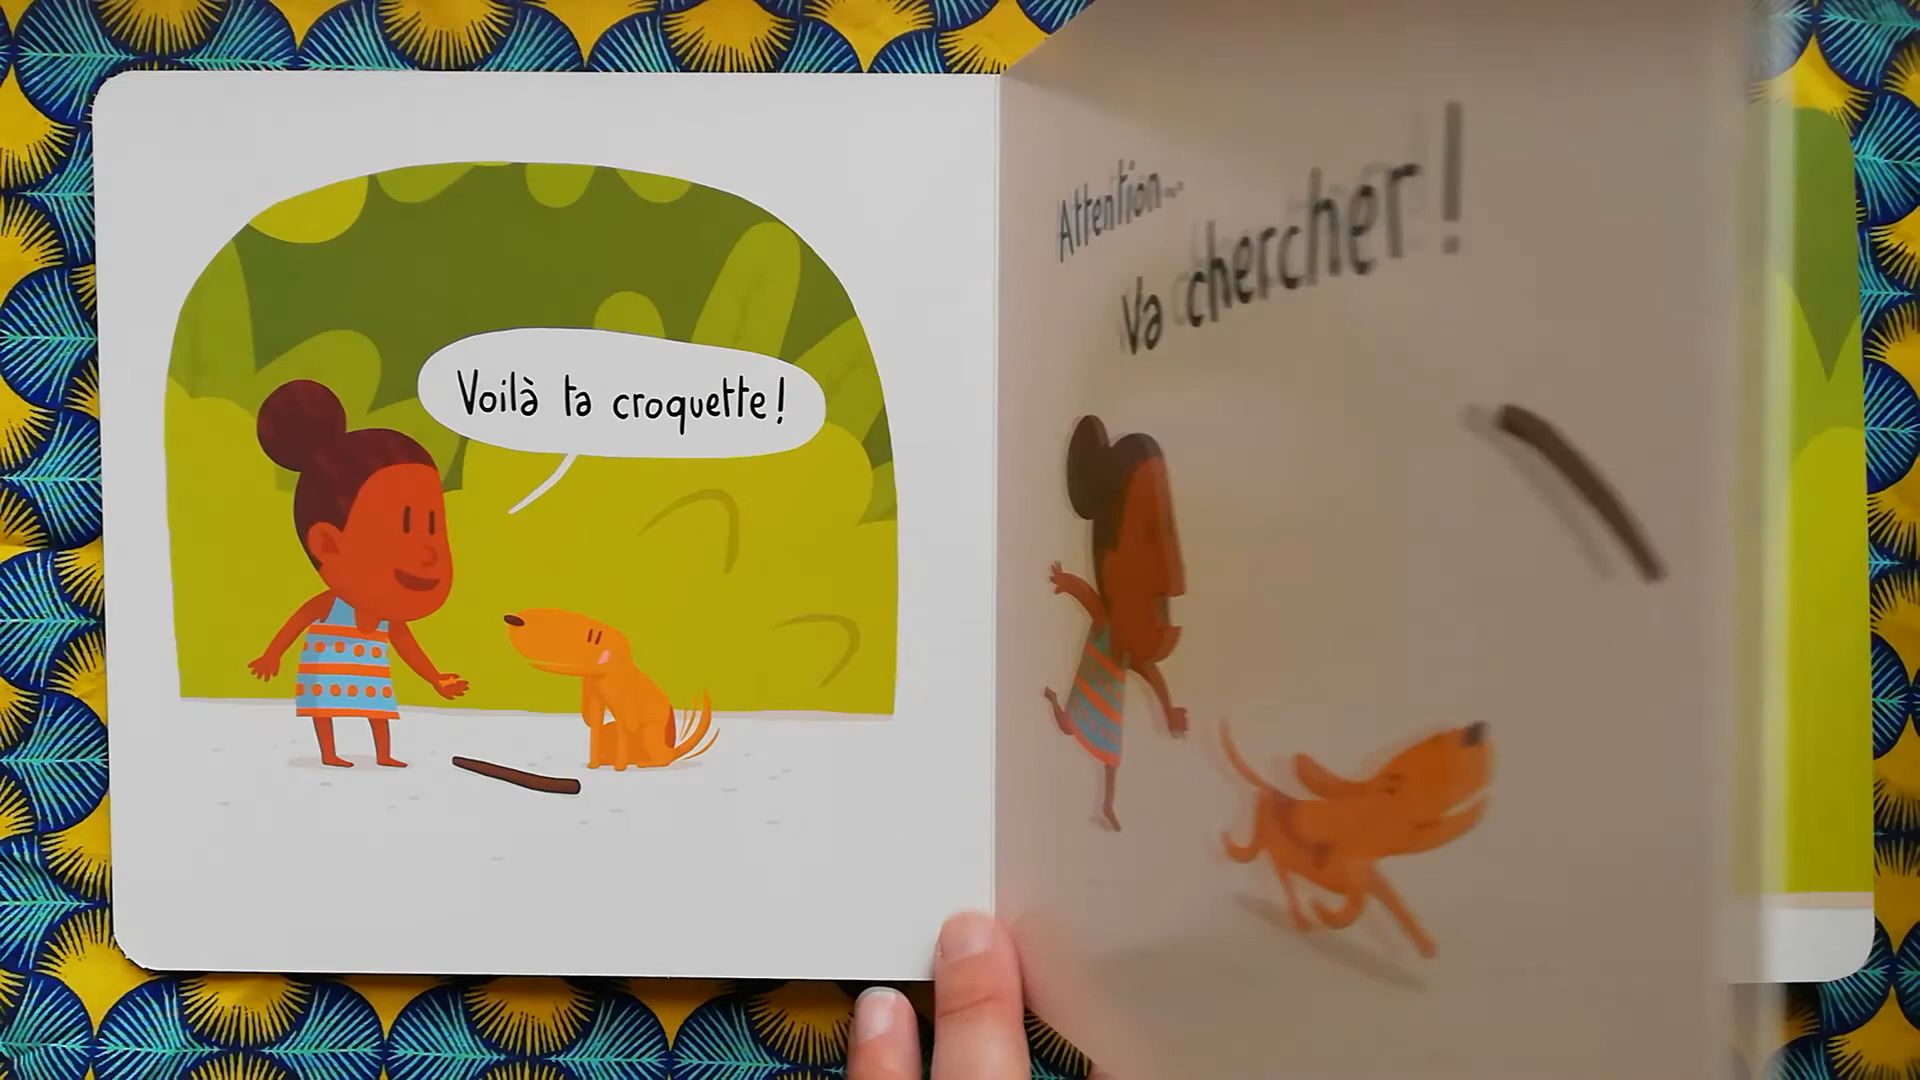 Voilà ta croquette !
Attention...
Va chercher !